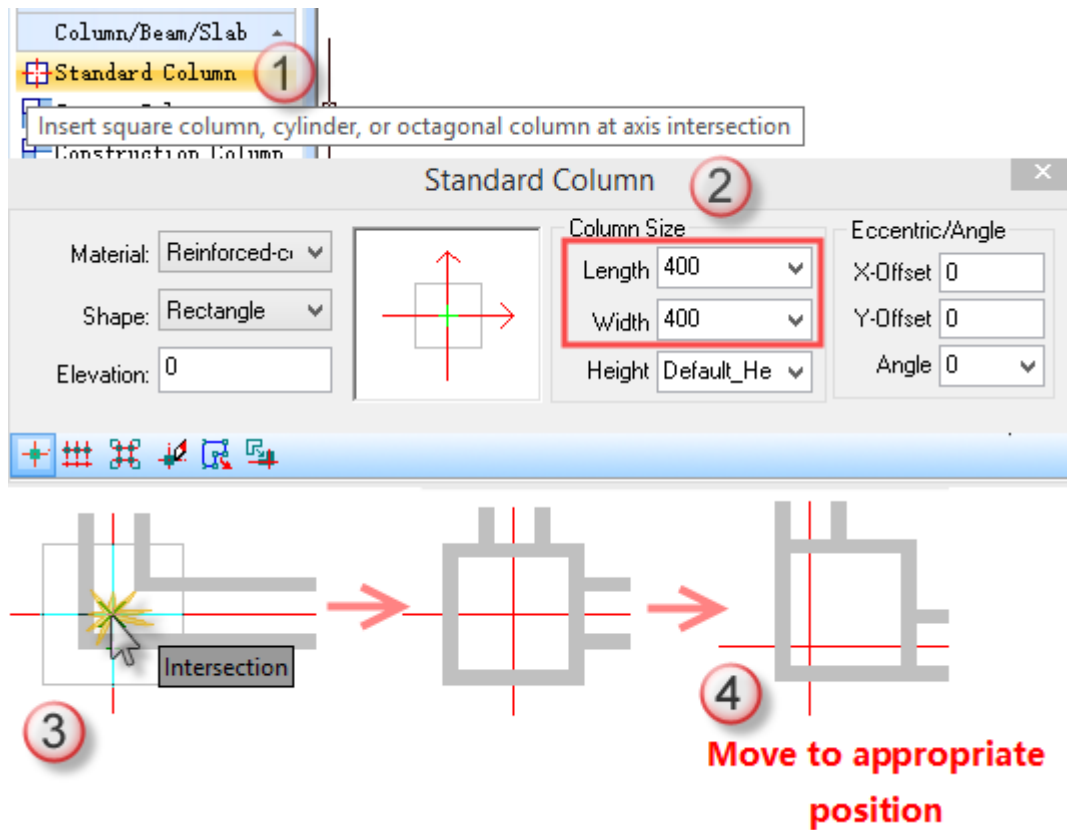 Column/Beam/Slab
Standard Column
1
Insert square column, cylinder, or octagonal column at axis intersection
Construction Column
Standard Column
2
Material: Reinforced-c
Shape: Rectangle
Elevation: 0
Column Size
Length 400
Width 400
Height Default_He
Eccentric/Angle
X-Offset 0
Y-Offset 0
Angle 0
Intersection
3
4
Move to appropriate
position